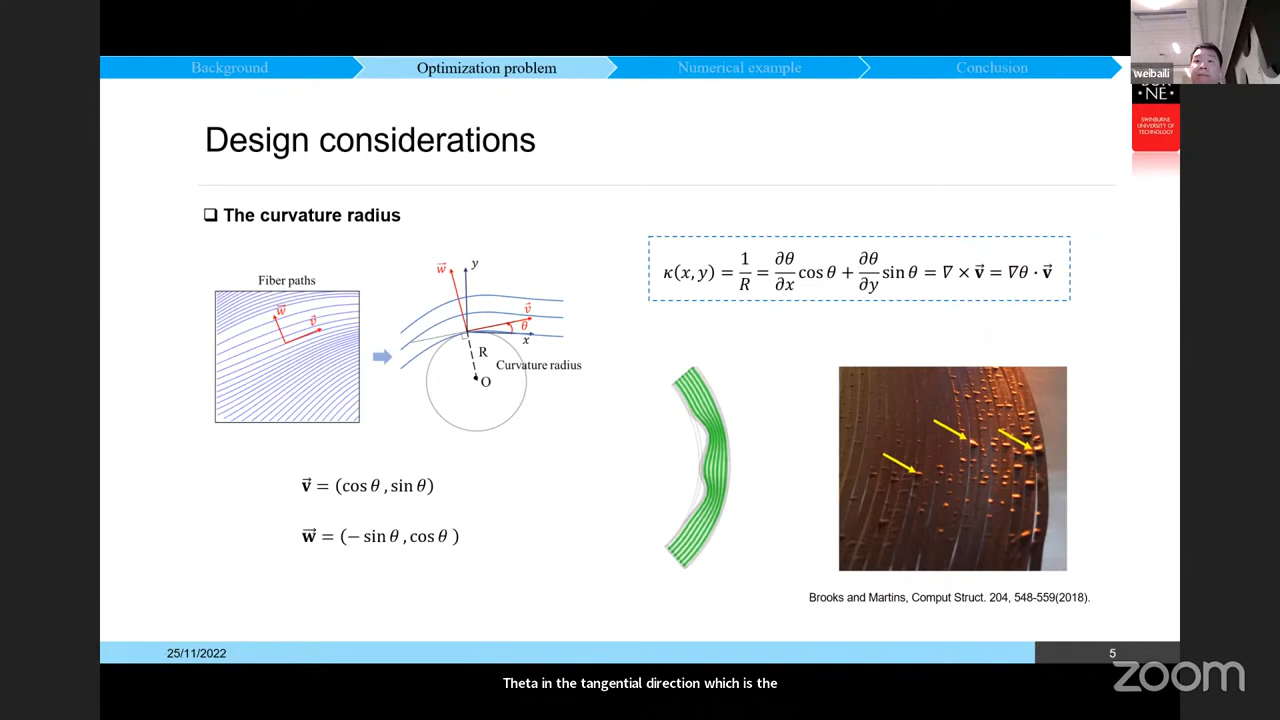 Background
Optimization problem
Numerical example
Conclusion
weibaili
• NE •
SWINBURNE
UNIVERSITY OF
TECHNOLOGY
Design considerations
❑ The curvature radius
κ(x, y) = 1/R = ∂θ/∂x cos θ + ∂θ/∂y sin θ = ∇ × v⃗ = ∇θ · v⃗
Fiber paths
w⃗
v⃗
w⃗
y
v⃗
θ
x
R
Curvature radius
O
v⃗ = (cos θ , sin θ)
w⃗ = (− sin θ , cos θ )
Brooks and Martins, Comput Struct. 204, 548-559(2018).
25/11/2022
5
zoom
Theta in the tangential direction which is the